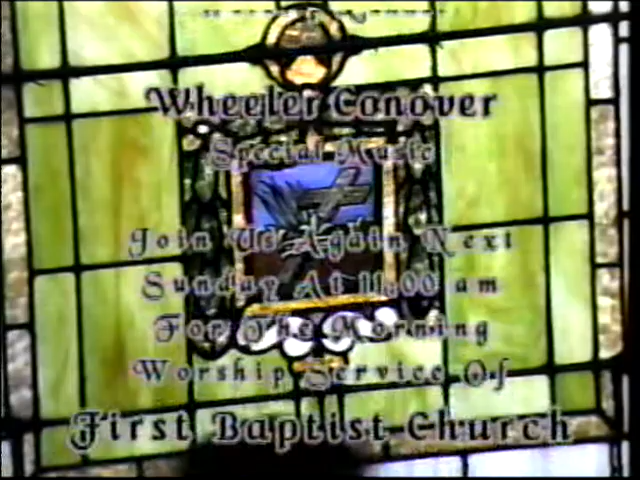 Wheeler Conover
Special Music
Join Us Again Next
Sunday At 11:00 am
For The Morning
Worship Service Of
First Baptist Church